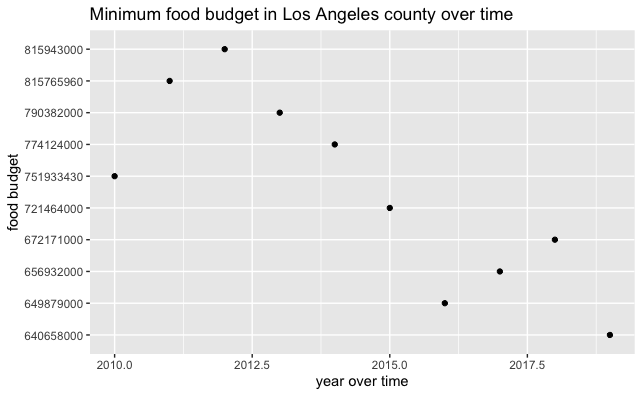 Minimum food budget in Los Angeles county over time
815943000
815765960
790382000
774124000
751933430
721464000
672171000
656932000
649879000
640658000
food budget
2010.0 2012.5 2015.0 2017.5
year over time